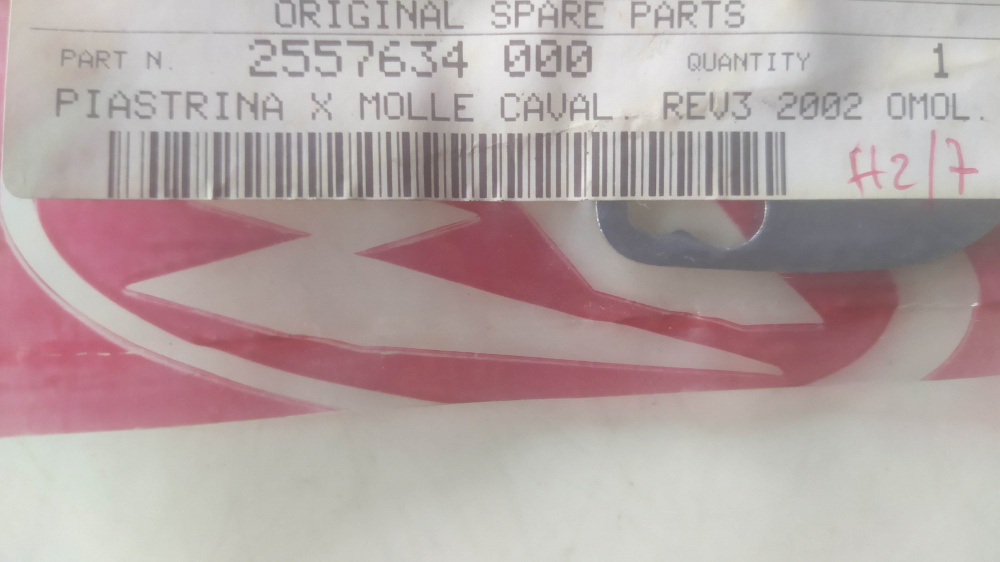 ORIGINAL SPARE PARTS
PART N. 2557634 000 QUANTITY 1
PIASTRINA X MOLLE CAVAL. REV3 2002 OMOL.
H2/7